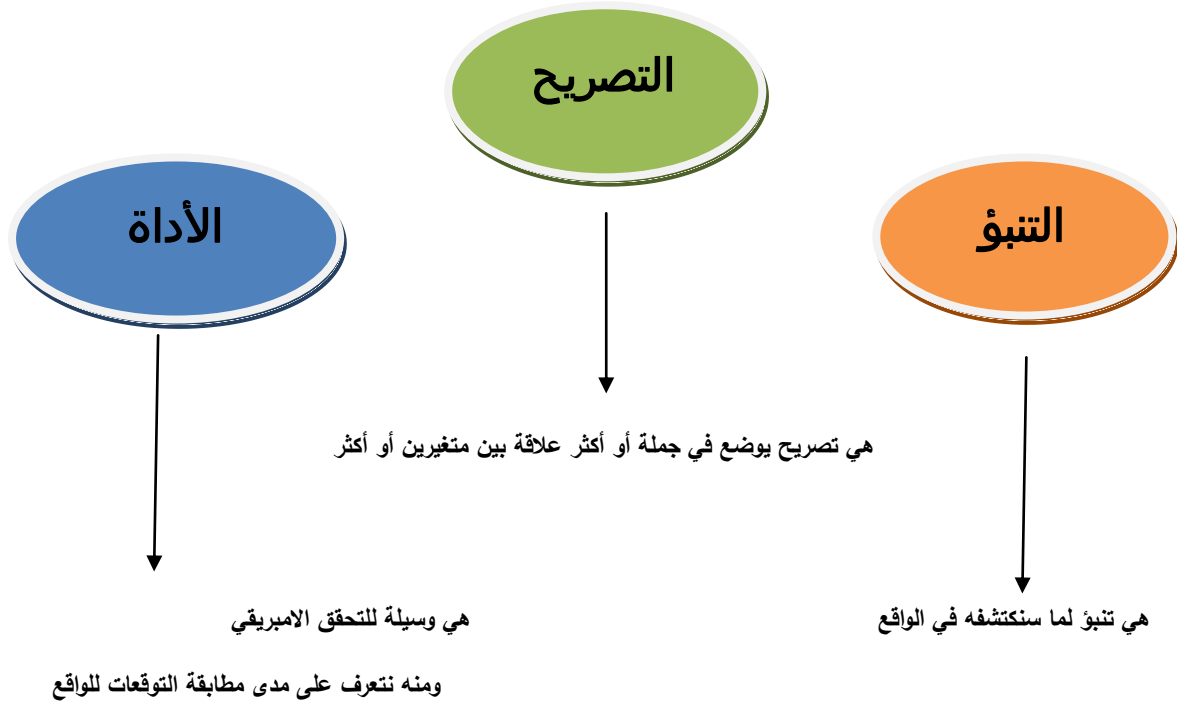 التصريح
التنبؤ
الأداة
هي تصريح يوضع في جملة أو أكثر علاقة بين متغيرين أو أكثر
هي تنبؤ لما سنكتشفه في الواقع
هي وسيلة للتحقق الامبريقي
ومنه نتعرف على مدى مطابقة التوقعات للواقع